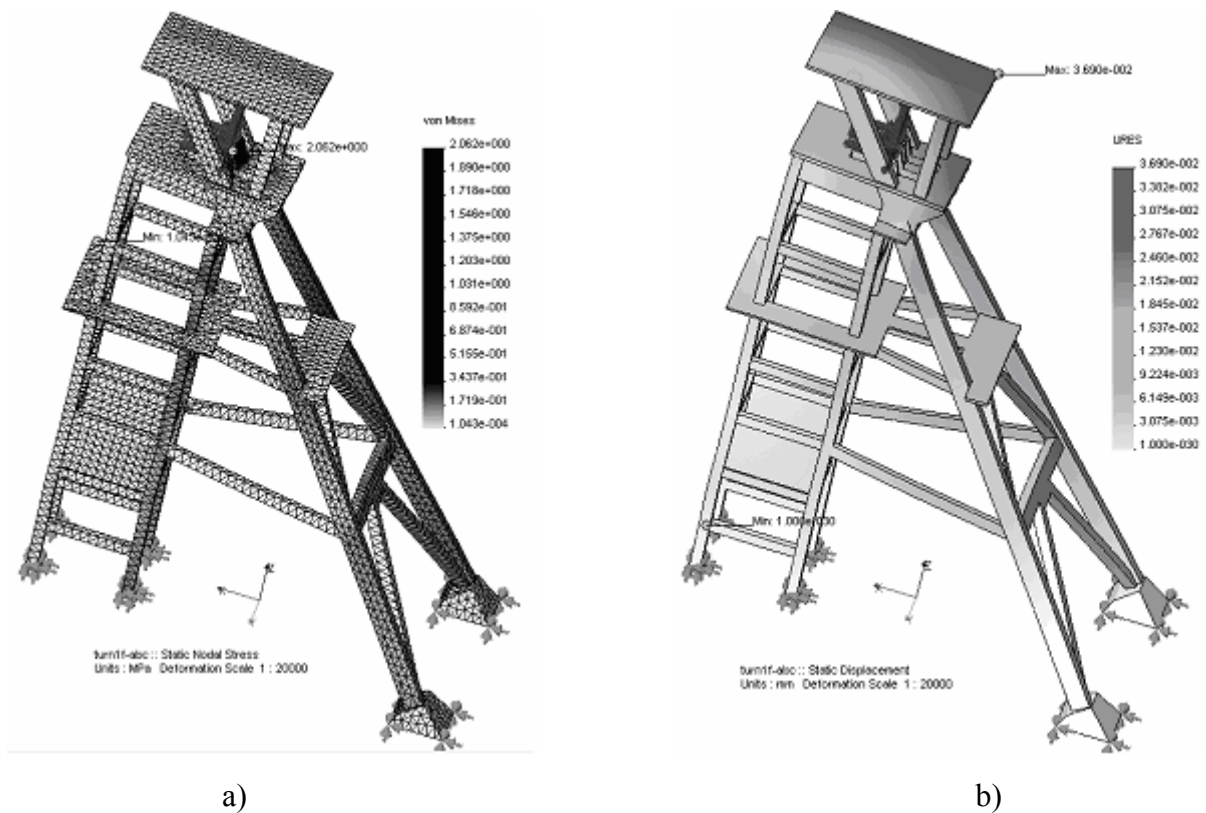 Max: 2.062e+000
von Mises
2.062e+000
1.890e+000
1.718e+000
1.546e+000
1.375e+000
1.203e+000
1.031e+000
8.592e-001
6.874e-001
5.155e-001
3.437e-001
1.719e-001
1.043e-004
Min:
turn1f-abc :: Static Nodal Stress
Units : MPa Deformation Scale 1 : 20000
a)
Max: 3.690e-002
URES
3.690e-002
3.382e-002
3.075e-002
2.767e-002
2.460e-002
2.152e-002
1.845e-002
1.537e-002
1.230e-002
9.224e-003
6.149e-003
3.075e-003
1.000e-030
Min: 1.000e-030
turn1f-abc :: Static Displacement
Units : mm Deformation Scale 1 : 20000
b)